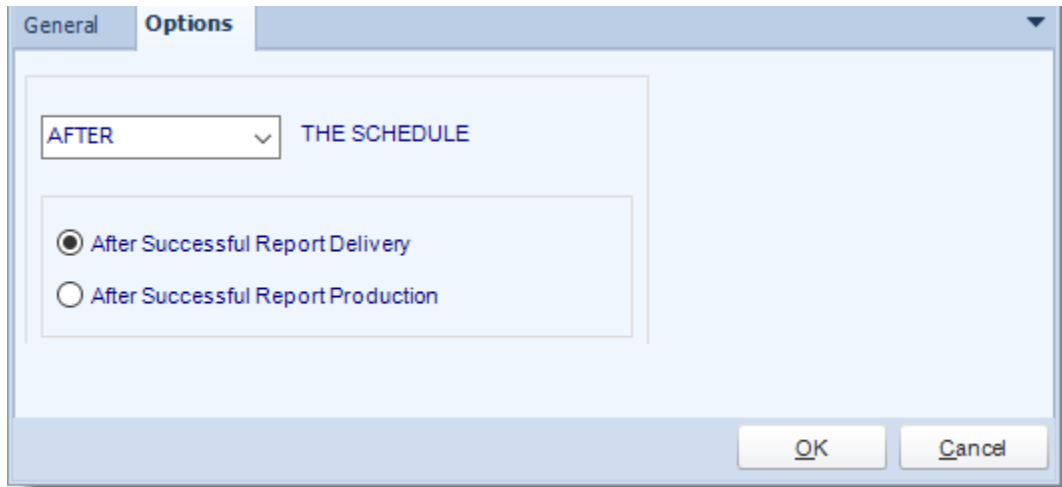 General Options
AFTER THE SCHEDULE
After Successful Report Delivery
After Successful Report Production
OK Cancel